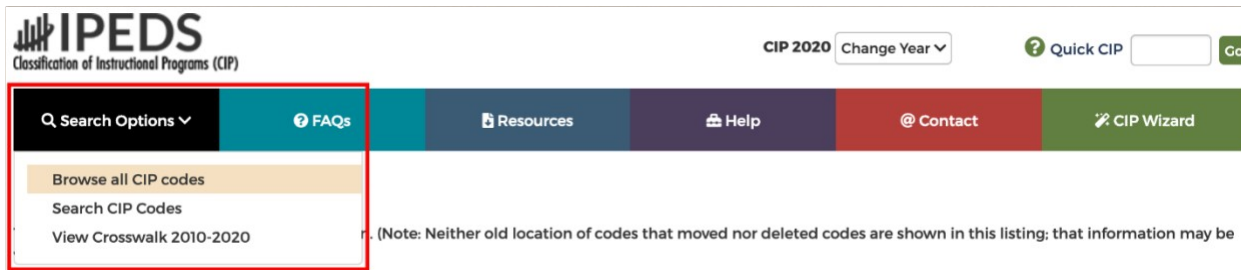 IPEDS
Classification of Instructional Programs (CIP)
CIP 2020 Change Year
Quick CIP
Search Options FAQs Resources Help @ Contact CIP Wizard
Browse all CIP codes
Search CIP Codes
View Crosswalk 2010-2020
(Note: Neither old location of codes that moved nor deleted codes are shown in this listing; that information may be